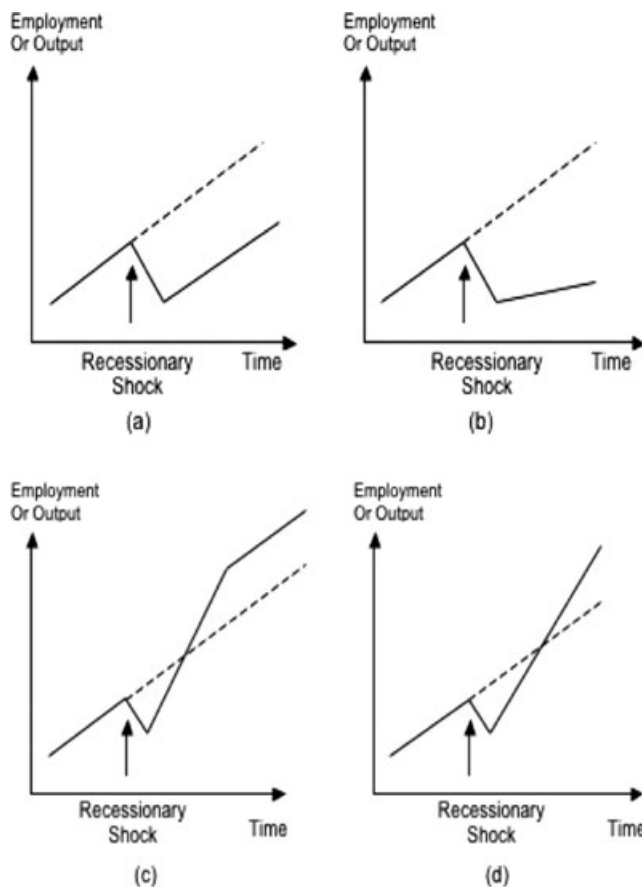 Employment
Or Output
Recessionary
Shock
Time
(a)
Employment
Or Output
Recessionary
Shock
Time
(b)
Employment
Or Output
Recessionary
Shock
Time
(c)
Employment
Or Output
Recessionary
Shock
Time
(d)